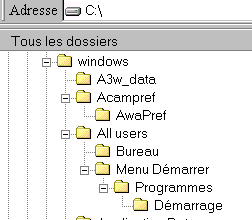 Adresse C:\
Tous les dossiers
windows
A3w_data
Acampref
AwaPref
All users
Bureau
Menu Démarrer
Programmes
Démarrage